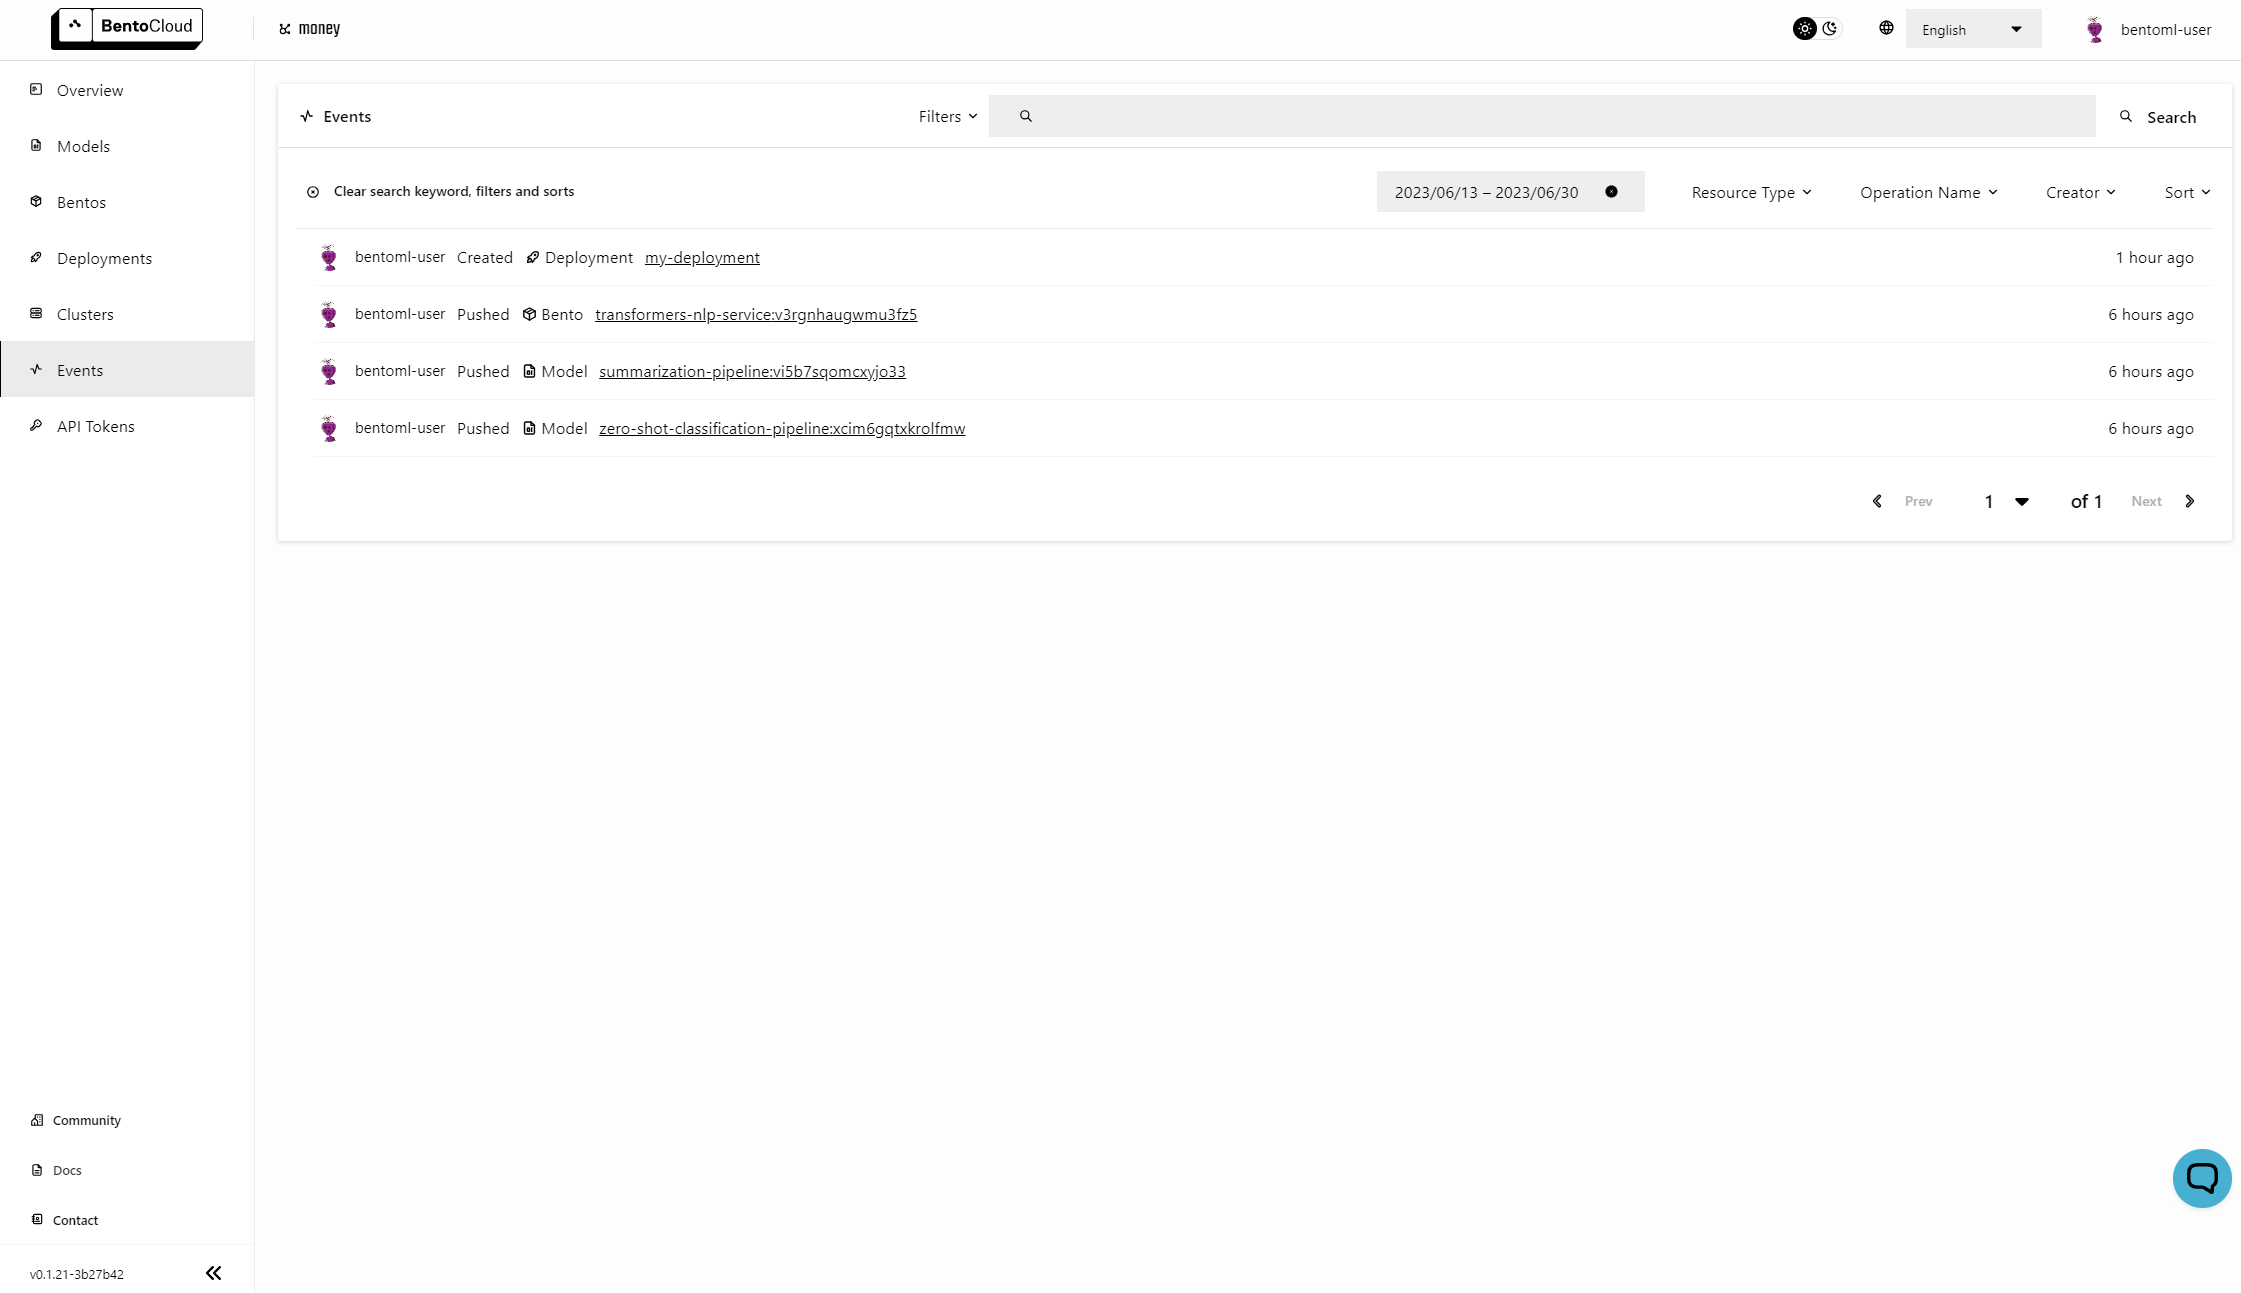 BentoCloud
money
English
bentoml-user
Overview
Models
Bentos
Deployments
Clusters
Events
API Tokens
Events
Filters
Search
Clear search keyword, filters and sorts
2023/06/13 – 2023/06/30
Resource Type
Operation Name
Creator
Sort
bentoml-user Created Deployment my-deployment 1 hour ago
bentoml-user Pushed Bento transformers-nlp-service:v3rgnhaugwmu3fz5 6 hours ago
bentoml-user Pushed Model summarization-pipeline:vi5b7sqomcxyjo33 6 hours ago
bentoml-user Pushed Model zero-shot-classification-pipeline:xcim6gqtxkrolfmw 6 hours ago
Prev 1 of 1 Next
Community
Docs
Contact
v0.1.21-3b27b42